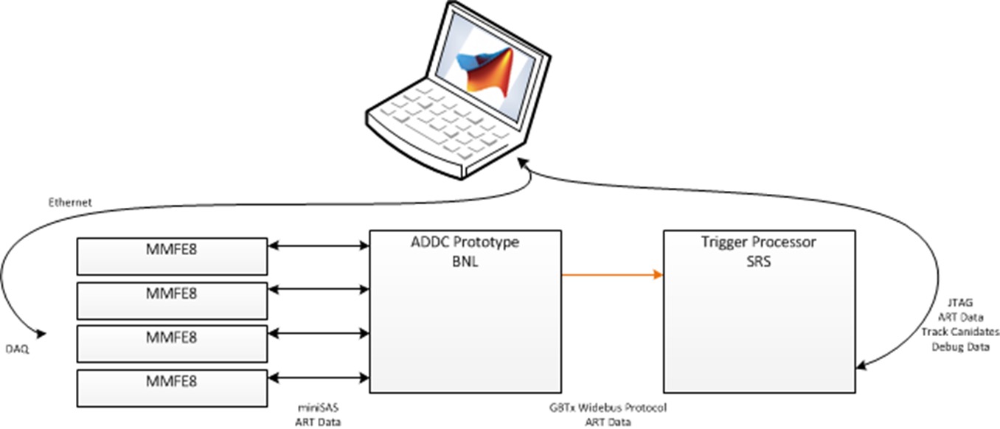 Ethernet
MMFE8
MMFE8
MMFE8
MMFE8
DAQ
miniSAS
ART Data
ADDC Prototype
BNL
GBTx Widebus Protocol
ART Data
Trigger Processor
SRS
JTAG
ART Data
Track Canidates
Debug Data